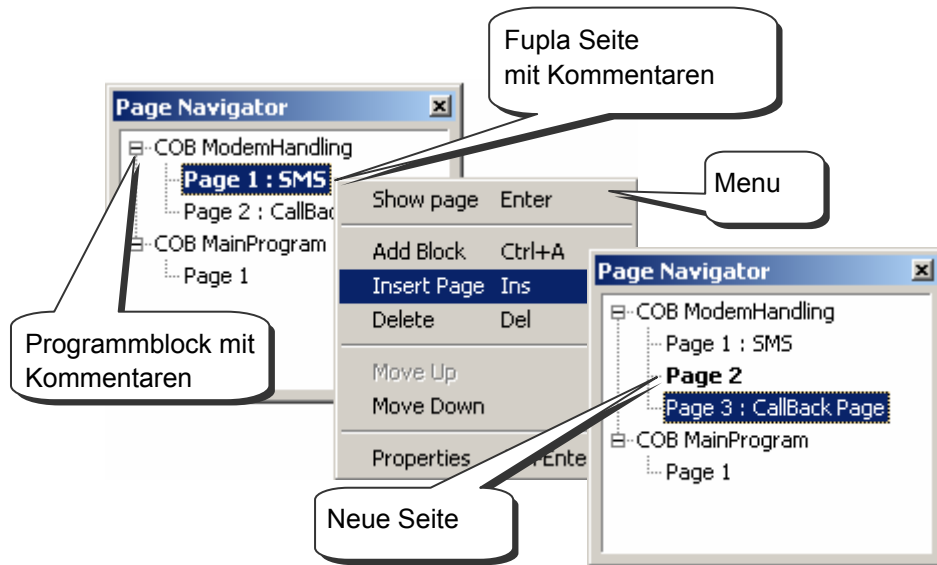 Fupla Seite
mit Kommentaren
Page Navigator
COB ModemHandling
Page 1 : SMS
Page 2 : CallBac
COB MainProgram
Page 1
Menu
Show page Enter
Add Block Ctrl+A
Insert Page Ins
Delete Del
Move Up
Move Down
Properties
Programmblock mit
Kommentaren
Neue Seite
Page Navigator
COB ModemHandling
Page 1 : SMS
Page 2
Page 3 : CallBack Page
COB MainProgram
Page 1